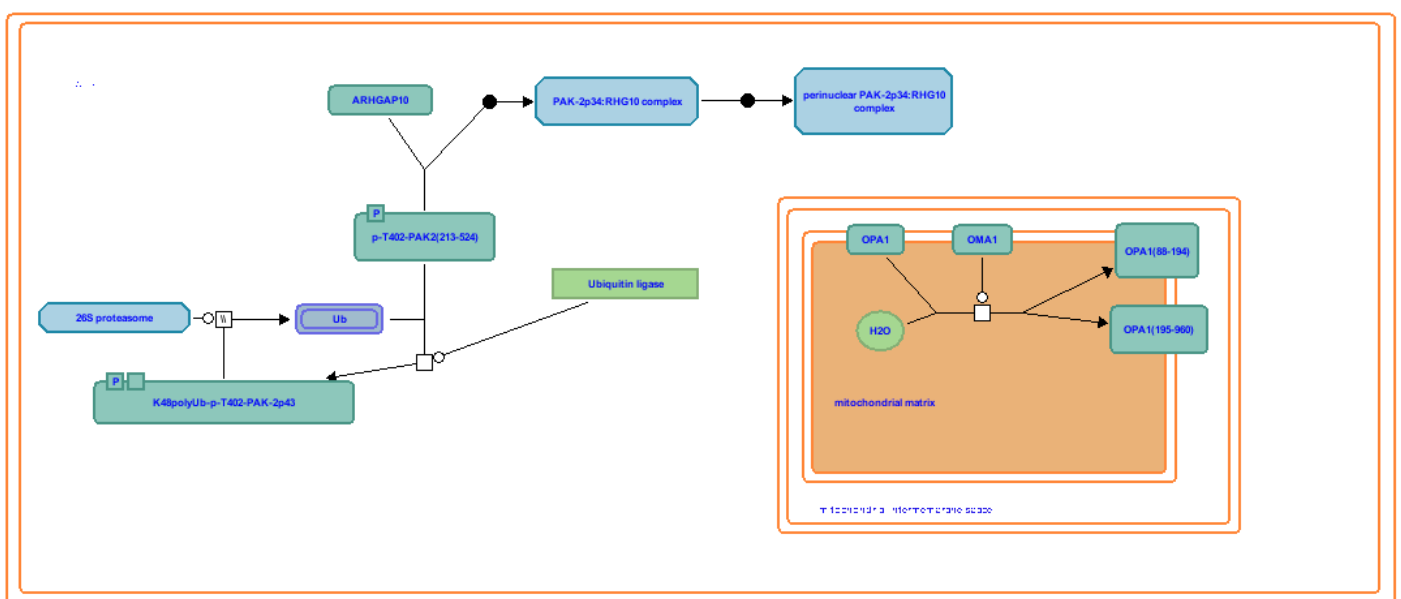 ARHGAP10
PAK-2p34:RHG10 complex
perinuclear PAK-2p34:RHG10
complex
P
p-T402-PAK2(213-524)
OPA1
OMA1
OPA1(88-194)
Ubiquitin ligase
26S proteasome
\\
Ub
H2O
OPA1(195-960)
P
K48polyUb-p-T402-PAK-2p43
mitochondrial matrix